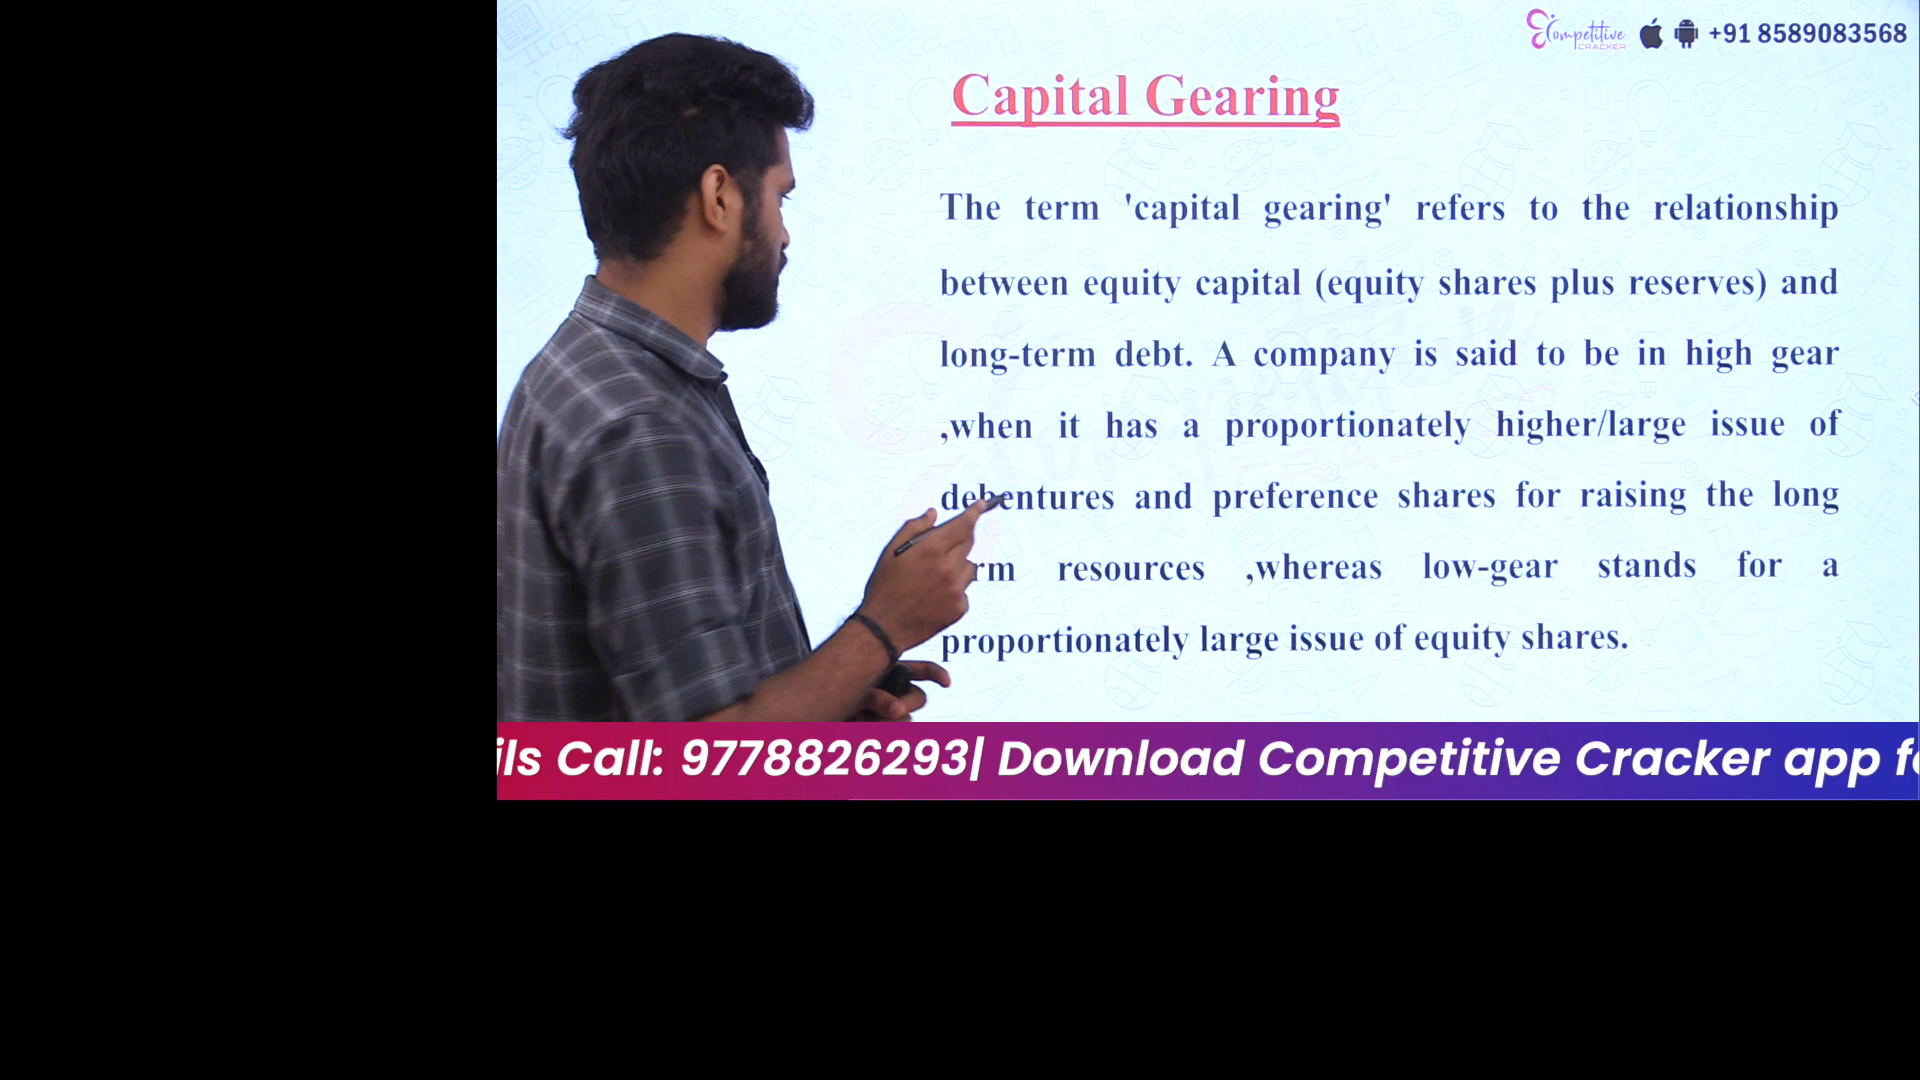 Competitive
CRACKER
+91 8589083568
Capital Gearing
The term 'capital gearing' refers to the relationship
between equity capital (equity shares plus reserves) and
long-term debt. A company is said to be in high gear
,when it has a proportionately higher/large issue of
debentures and preference shares for raising the long
rm resources ,whereas low-gear stands for a
proportionately large issue of equity shares.
ils Call: 9778826293| Download Competitive Cracker app fo